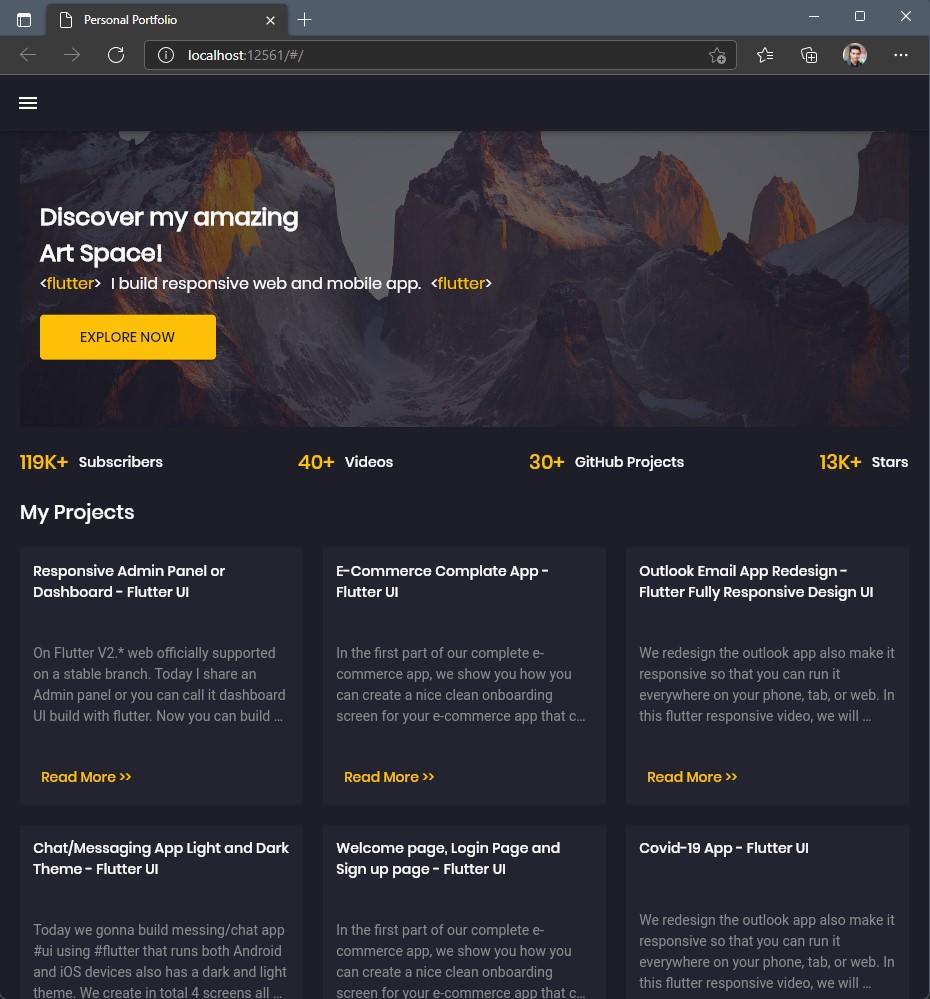 Personal Portfolio
localhost:12561/#/
Discover my amazing
Art Space!
<flutter> I build responsive web and mobile app. <flutter>
EXPLORE NOW
119K+ Subscribers 40+ Videos 30+ GitHub Projects 13K+ Stars
My Projects
Responsive Admin Panel or
Dashboard - Flutter UI
On Flutter V2.* web officially supported
on a stable branch. Today I share an
Admin panel or you can call it dashboard
UI build with flutter. Now you can build ...
Read More >>
E-Commerce Complate App -
Flutter UI
In the first part of our complete e-
commerce app, we show you how you
can create a nice clean onboarding
screen for your e-commerce app that c...
Read More >>
Outlook Email App Redesign -
Flutter Fully Responsive Design UI
We redesign the outlook app also make it
responsive so that you can run it
everywhere on your phone, tab, or web. In
this flutter responsive video, we will ...
Read More >>
Chat/Messaging App Light and Dark
Theme - Flutter UI
Today we gonna build messing/chat app
#ui using #flutter that runs both Android
and iOS devices also has a dark and light
theme. We create in total 4 screens all ...
Welcome page, Login Page and
Sign up page - Flutter UI
In the first part of our complete e-
commerce app, we show you how you
can create a nice clean onboarding
screen for your e-commerce app that c...
Covid-19 App - Flutter UI
We redesign the outlook app also make it
responsive so that you can run it
everywhere on your phone, tab, or web. In
this flutter responsive video, we will ...